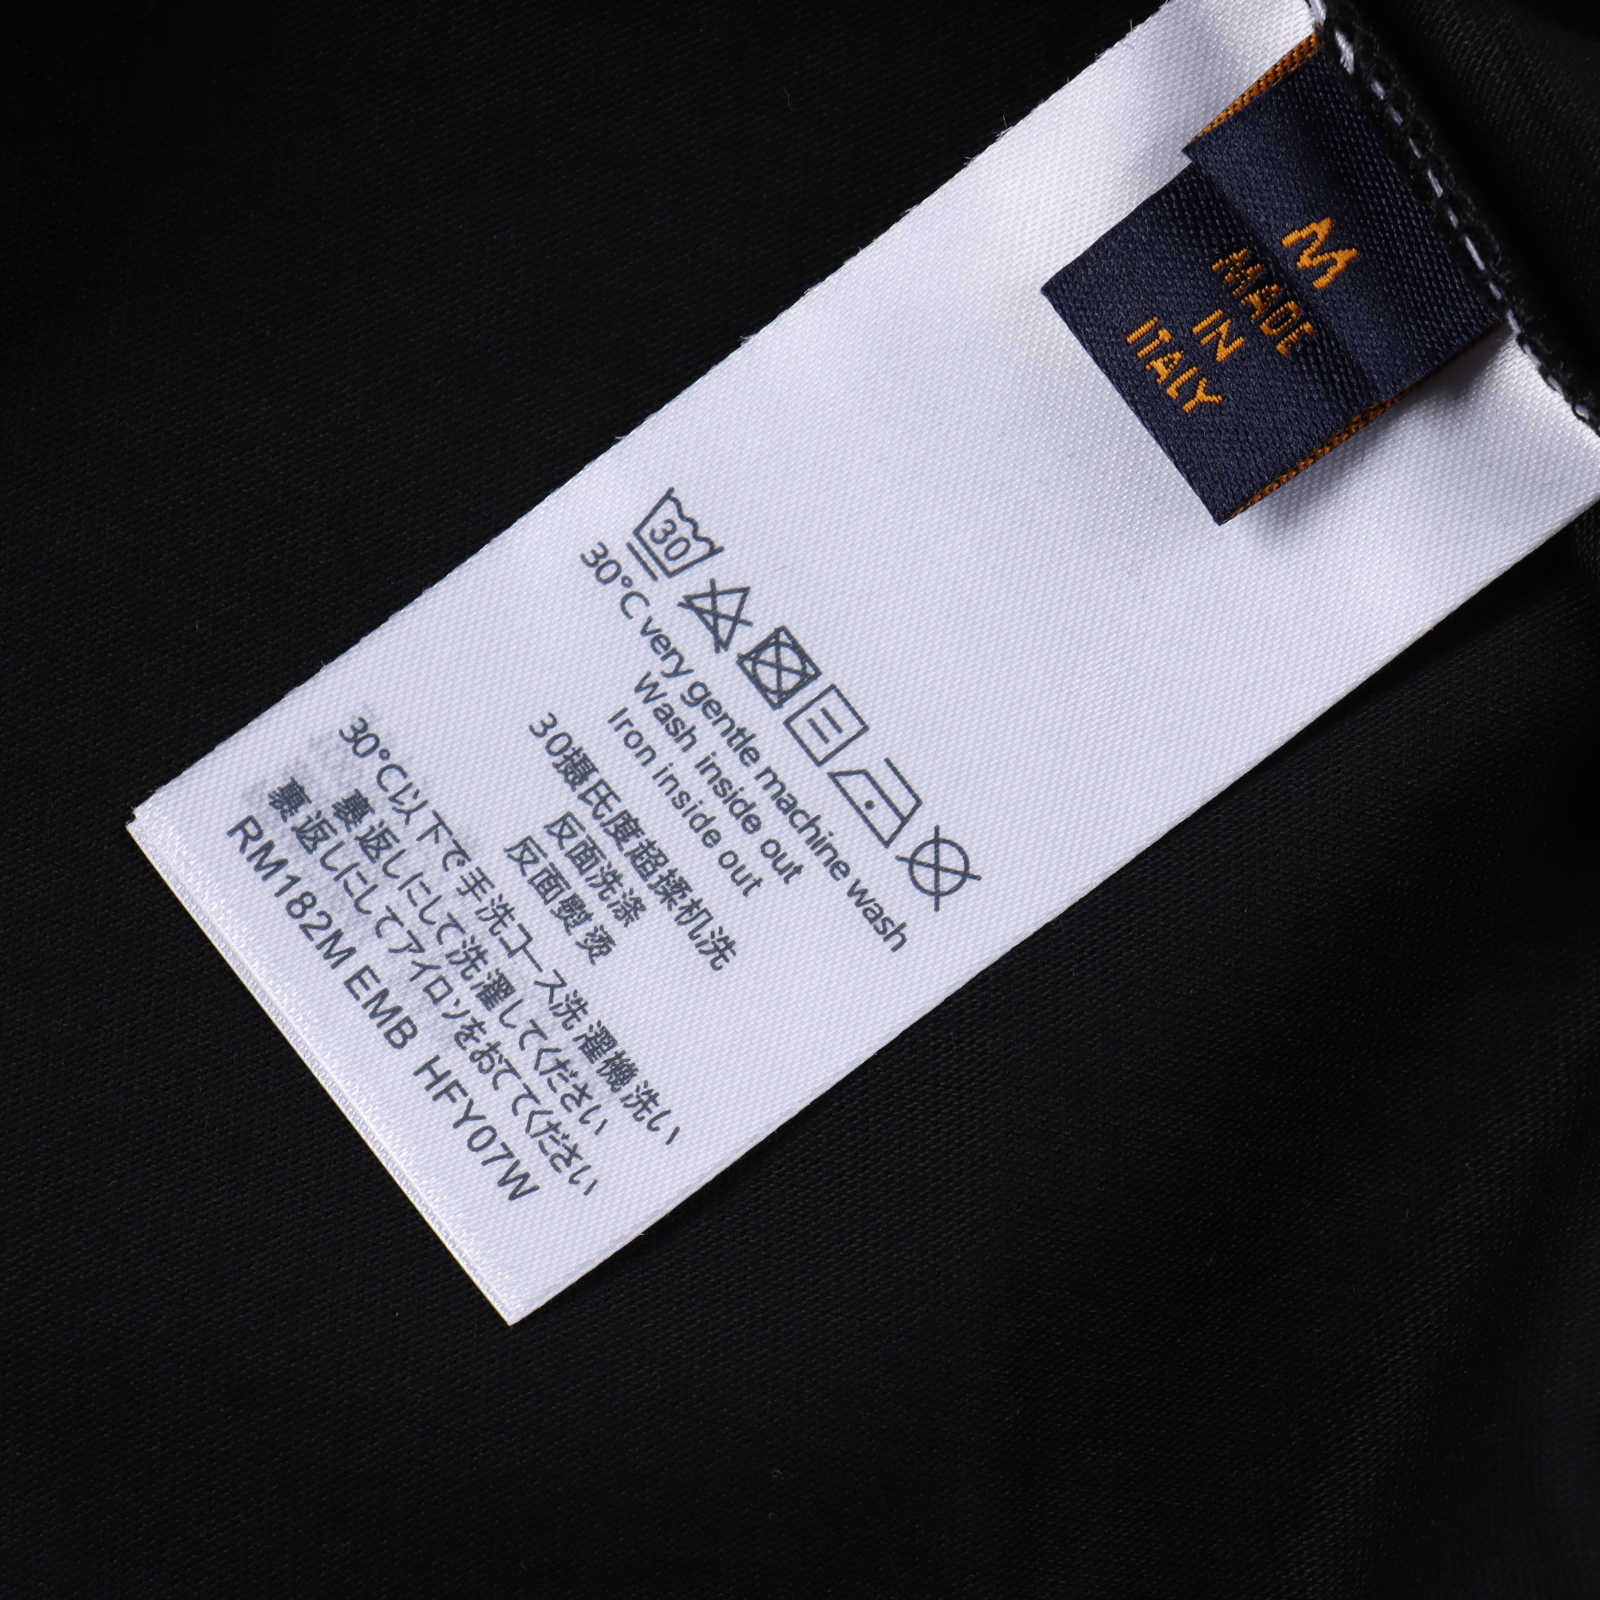 M
MADE
IN
ITALY
30
30°C very gentle machine wash
Wash inside out
Iron inside out
30摄氏度超揉机洗
反面洗涤
反面熨烫
30°C以下で手洗コース洗濯機洗い
裏返しにして洗濯してください
裏返しにしてアイロンをおててください
RM182M EMB HFY07W